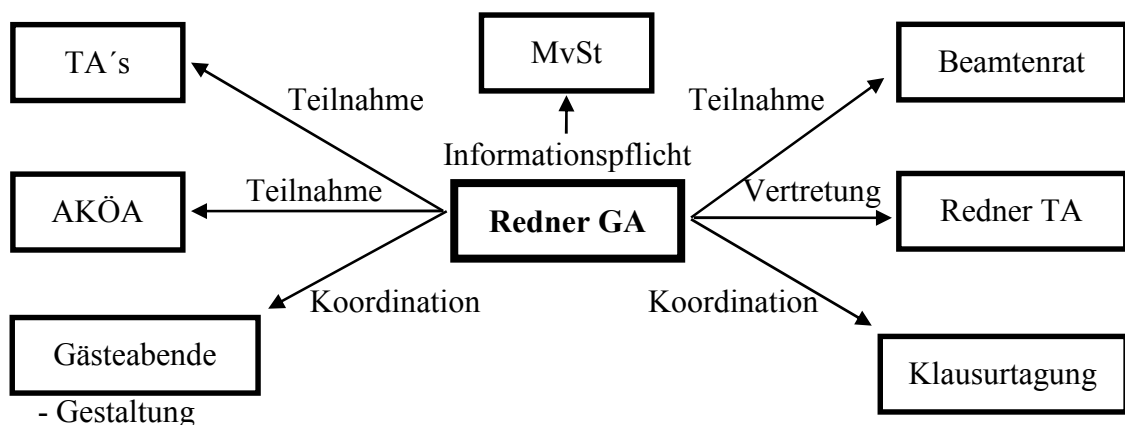 TA´s
MvSt
Beamtenrat
Teilnahme
Teilnahme
Informationspflicht
AKÖA
Teilnahme
Redner GA
Vertretung
Redner TA
Koordination
Koordination
Gästeabende
Klausurtagung
- Gestaltung